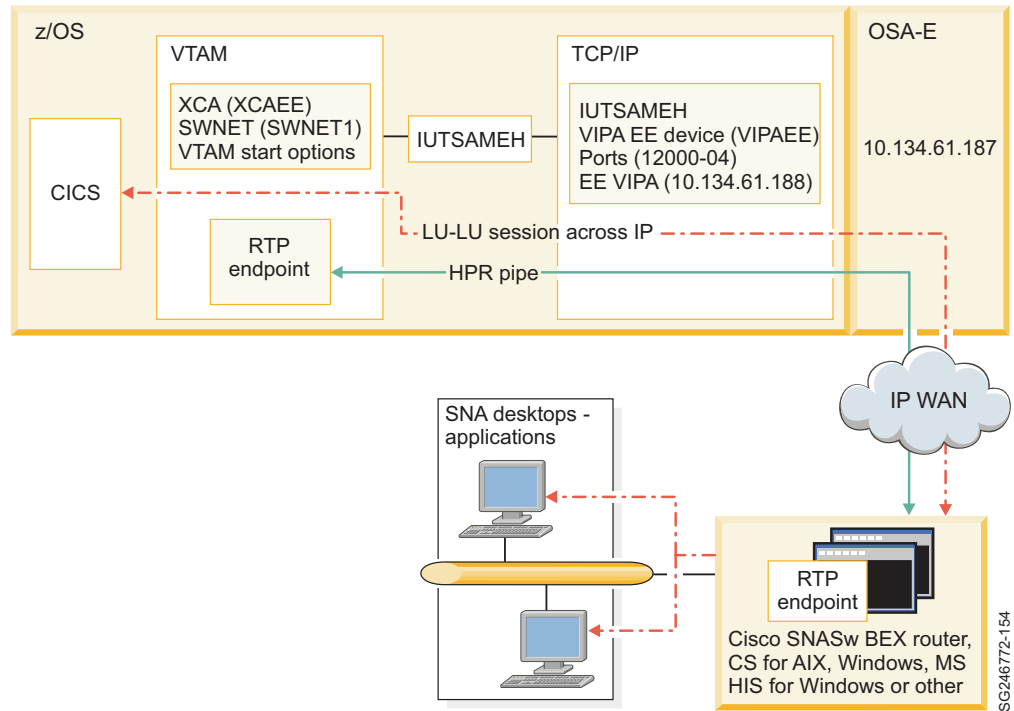 z/OS
OSA-E
VTAM
TCP/IP
XCA (XCAEE)
SWNET (SWNET1)
VTAM start options
IUTSAMEH
IUTSAMEH
VIPA EE device (VIPAEE)
Ports (12000-04)
EE VIPA (10.134.61.188)
10.134.61.187
CICS
LU-LU session across IP
RTP
endpoint
HPR pipe
IP WAN
SNA desktops -
applications
RTP
endpoint
Cisco SNASw BEX router,
CS for AIX, Windows, MS
HIS for Windows or other
SG246772-154